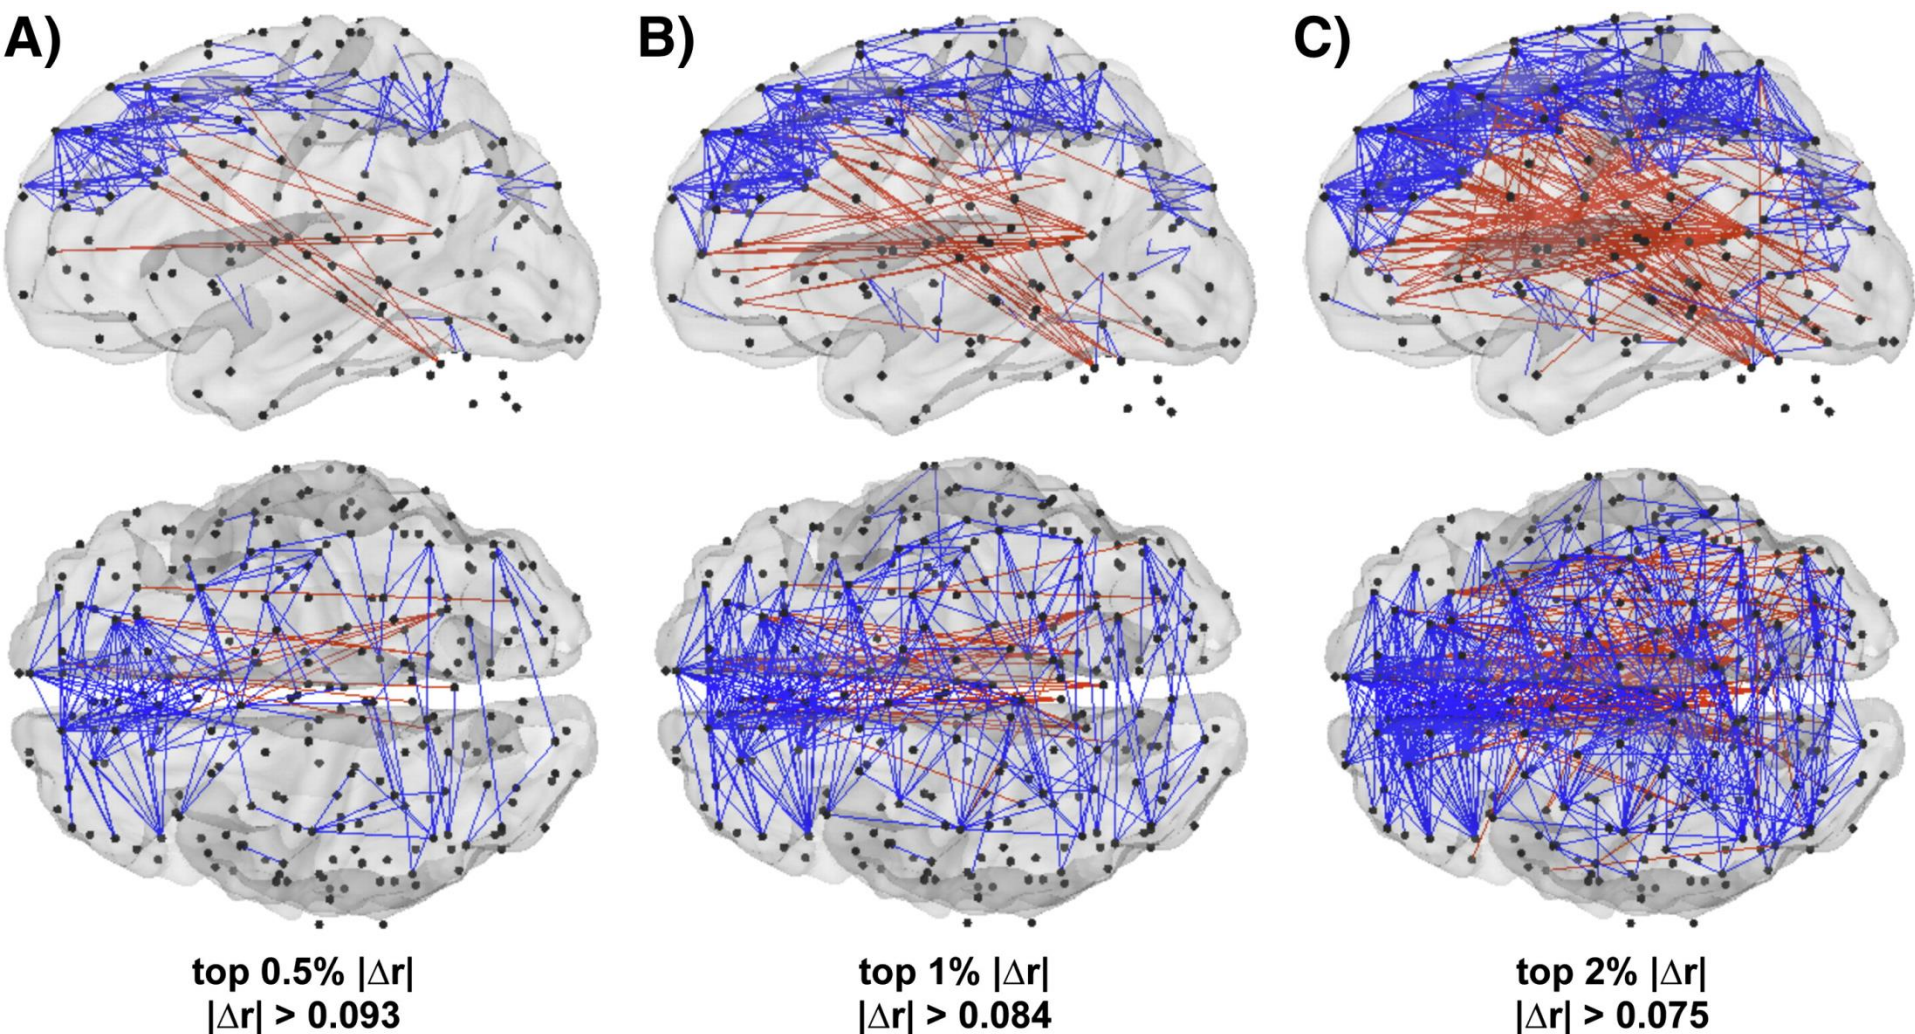 A)
B)
C)
top 0.5% |Δr|
|Δr| > 0.093
top 1% |Δr|
|Δr| > 0.084
top 2% |Δr|
|Δr| > 0.075